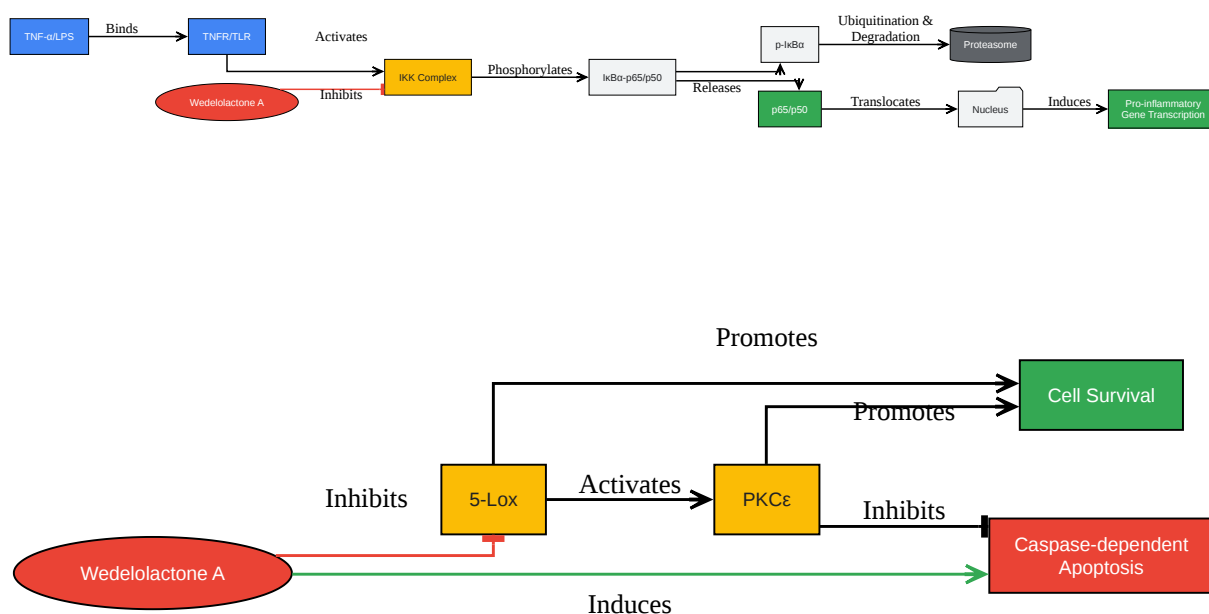 TNF-α/LPS
Binds
TNFR/TLR
Activates
Wedelolactone A
Inhibits
IKK Complex
Phosphorylates
IκBα-p65/p50
Releases
p-IκBα
Ubiquitination &
Degradation
Proteasome
p65/p50
Translocates
Nucleus
Induces
Pro-inflammatory
Gene Transcription
Promotes
Cell Survival
Promotes
Inhibits
5-Lox
Activates
PKCε
Inhibits
Caspase-dependent
Apoptosis
Wedelolactone A
Induces